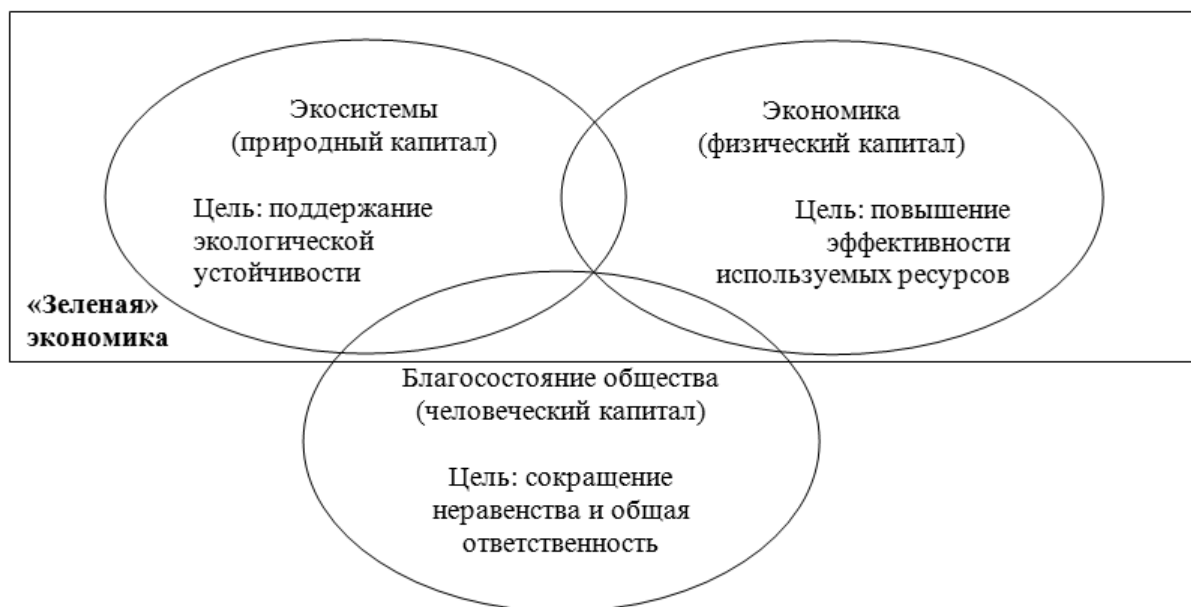 Экосистемы
(природный капитал)
Цель: поддержание
экологической
устойчивости
Экономика
(физический капитал)
Цель: повышение
эффективности
используемых ресурсов
«Зеленая»
экономика
Благосостояние общества
(человеческий капитал)
Цель: сокращение
неравенства и общая
ответственность